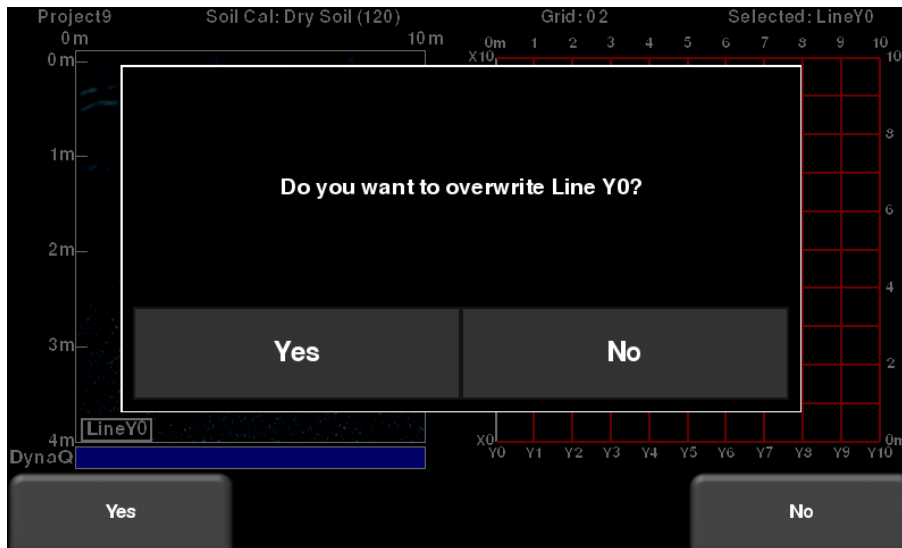 Project9 Soil Cal: Dry Soil (120) Grid: 02 Selected: LineY0
0m 10m 0m 1 2 3 4 5 6 7 8 9 10
0m X10 10
8
1m
Do you want to overwrite Line Y0?
6
2m
4
3m Yes No 2
LineY0
4m X0 0m
Y0 Y1 Y2 Y3 Y4 Y5 Y6 Y7 Y8 Y9 Y10
DynaQ
Yes No